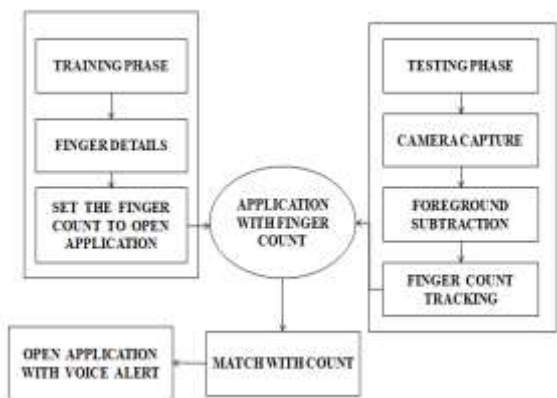 TRAINING PHASE
FINGER DETAILS
SET THE FINGER
COUNT TO OPEN
APPLICATION
APPLICATION
WITH FINGER
COUNT
TESTING PHASE
CAMERA CAPTURE
FOREGROUND
SUBTRACTION
FINGER COUNT
TRACKING
MATCH WITH COUNT
OPEN APPLICATION
WITH VOICE ALERT